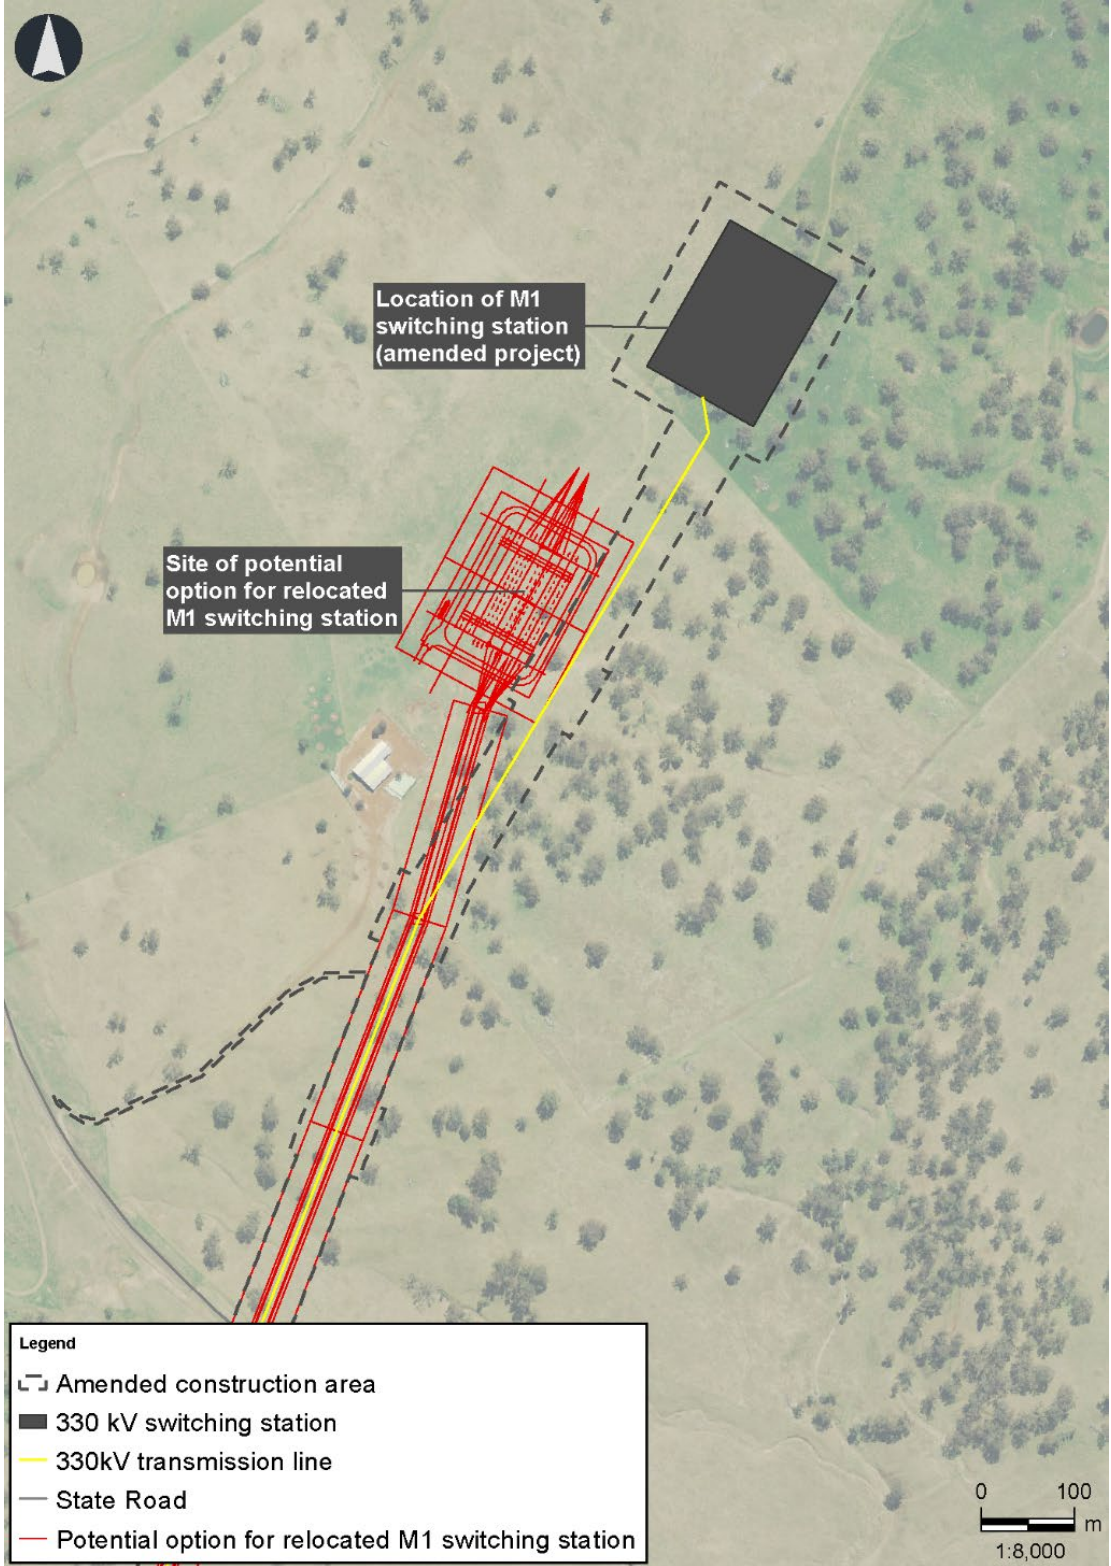 Location of M1
switching station
(amended project)
Site of potential
option for relocated
M1 switching station
Legend
Amended construction area
330 kV switching station
330kV transmission line
State Road
Potential option for relocated M1 switching station
0 100
m
1:8,000